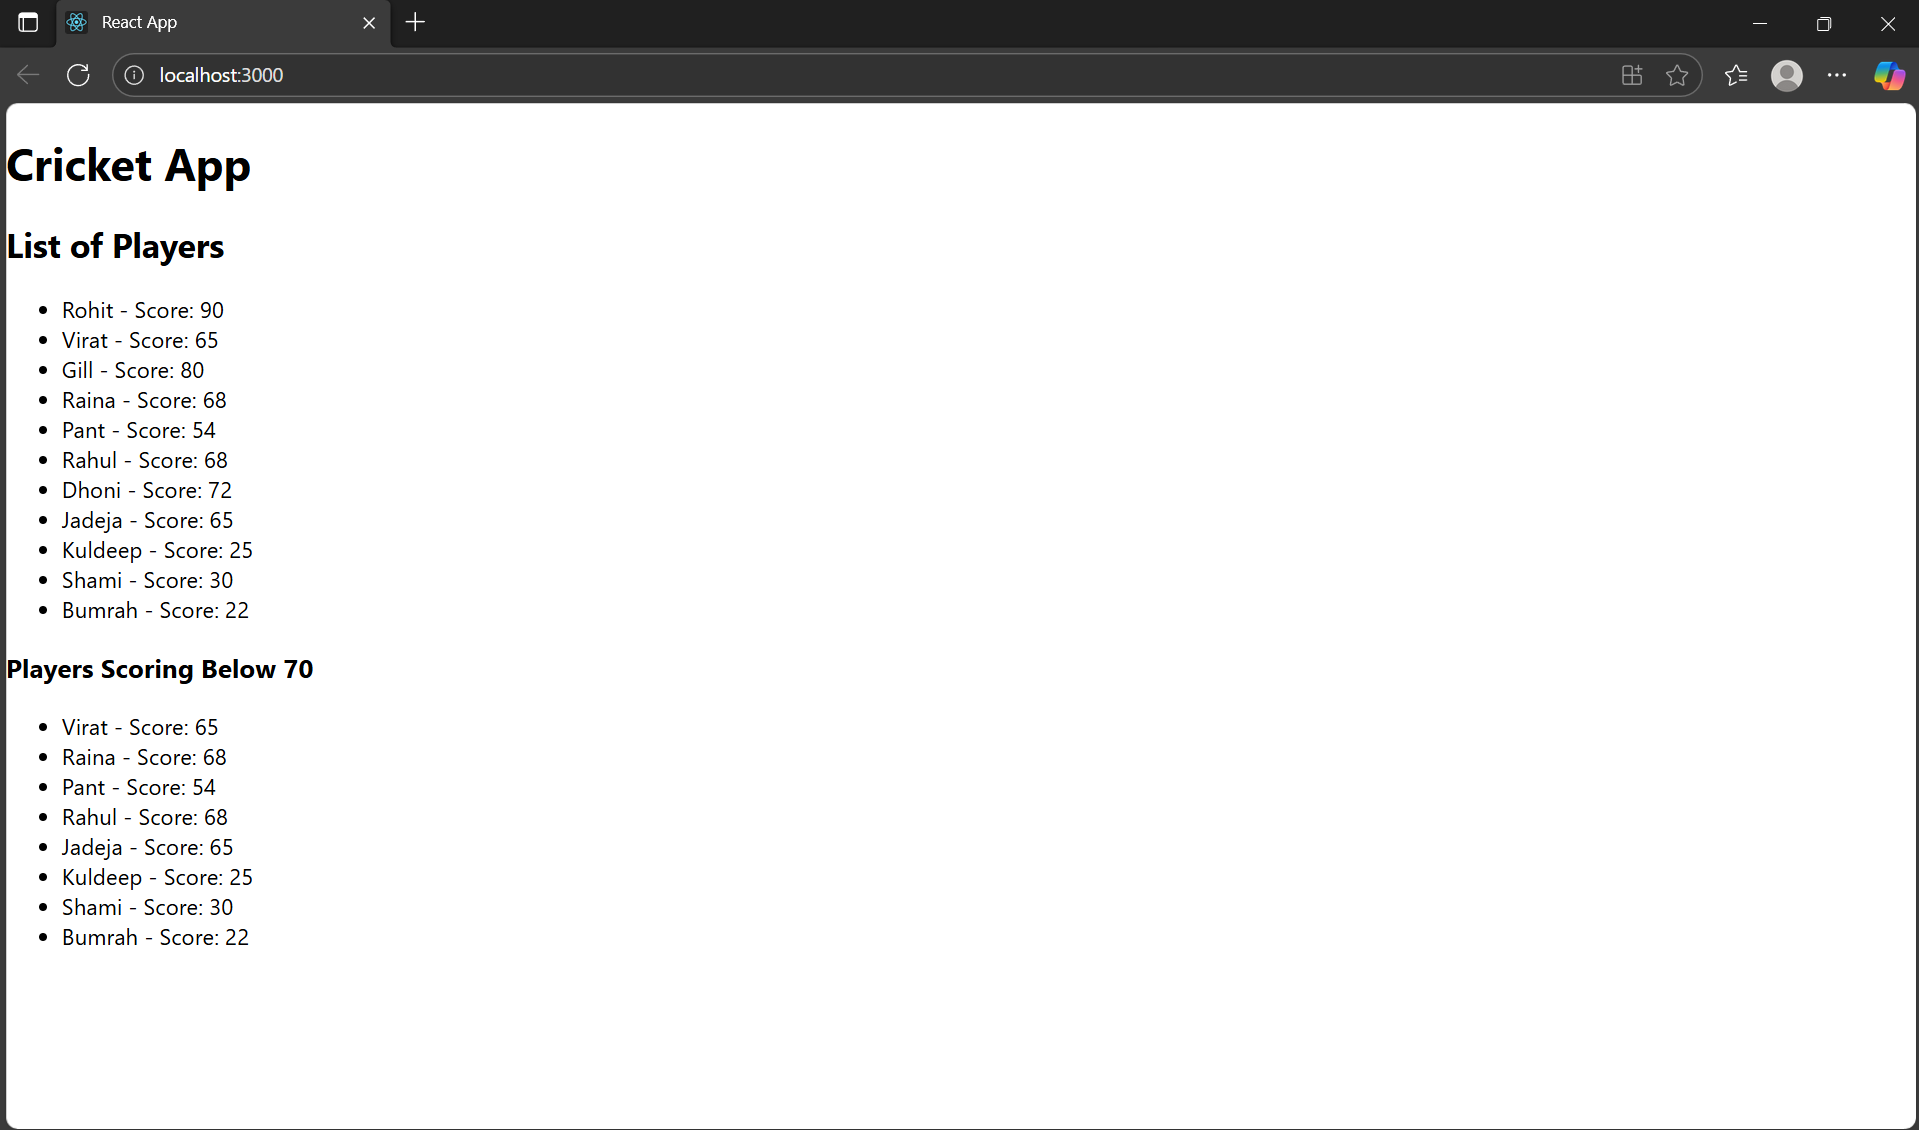 React App
localhost:3000
Cricket App
List of Players
Rohit - Score: 90
Virat - Score: 65
Gill - Score: 80
Raina - Score: 68
Pant - Score: 54
Rahul - Score: 68
Dhoni - Score: 72
Jadeja - Score: 65
Kuldeep - Score: 25
Shami - Score: 30
Bumrah - Score: 22
Players Scoring Below 70
Virat - Score: 65
Raina - Score: 68
Pant - Score: 54
Rahul - Score: 68
Jadeja - Score: 65
Kuldeep - Score: 25
Shami - Score: 30
Bumrah - Score: 22